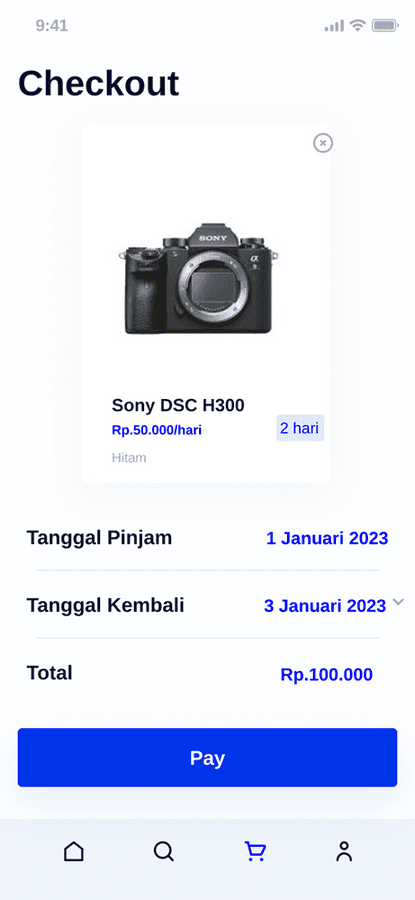 9:41
Checkout
SONY
α
9
Sony DSC H300
Rp.50.000/hari
2 hari
Hitam
Tanggal Pinjam 1 Januari 2023
Tanggal Kembali 3 Januari 2023
Total Rp.100.000
Pay